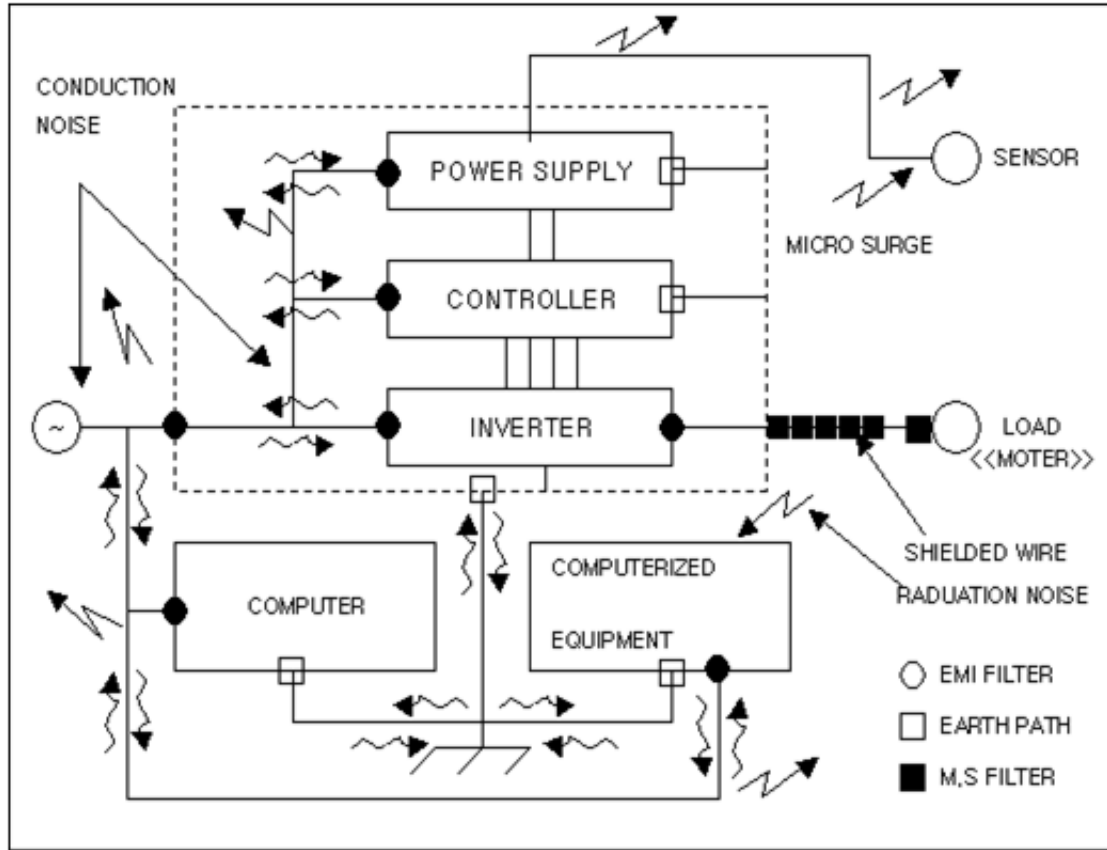 CONDUCTION
NOISE
POWER SUPPLY
SENSOR
MICRO SURGE
CONTROLLER
~
INVERTER
LOAD
<<MOTER>>
SHIELDED WIRE
RADUATION NOISE
COMPUTER
COMPUTERIZED
EQUIPMENT
EMI FILTER
EARTH PATH
M,S FILTER